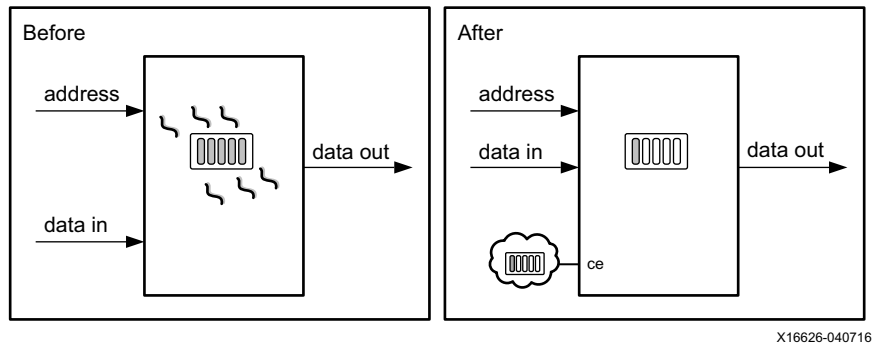 Before
address
data out
data in
After
address
data in
data out
ce
X16626-040716